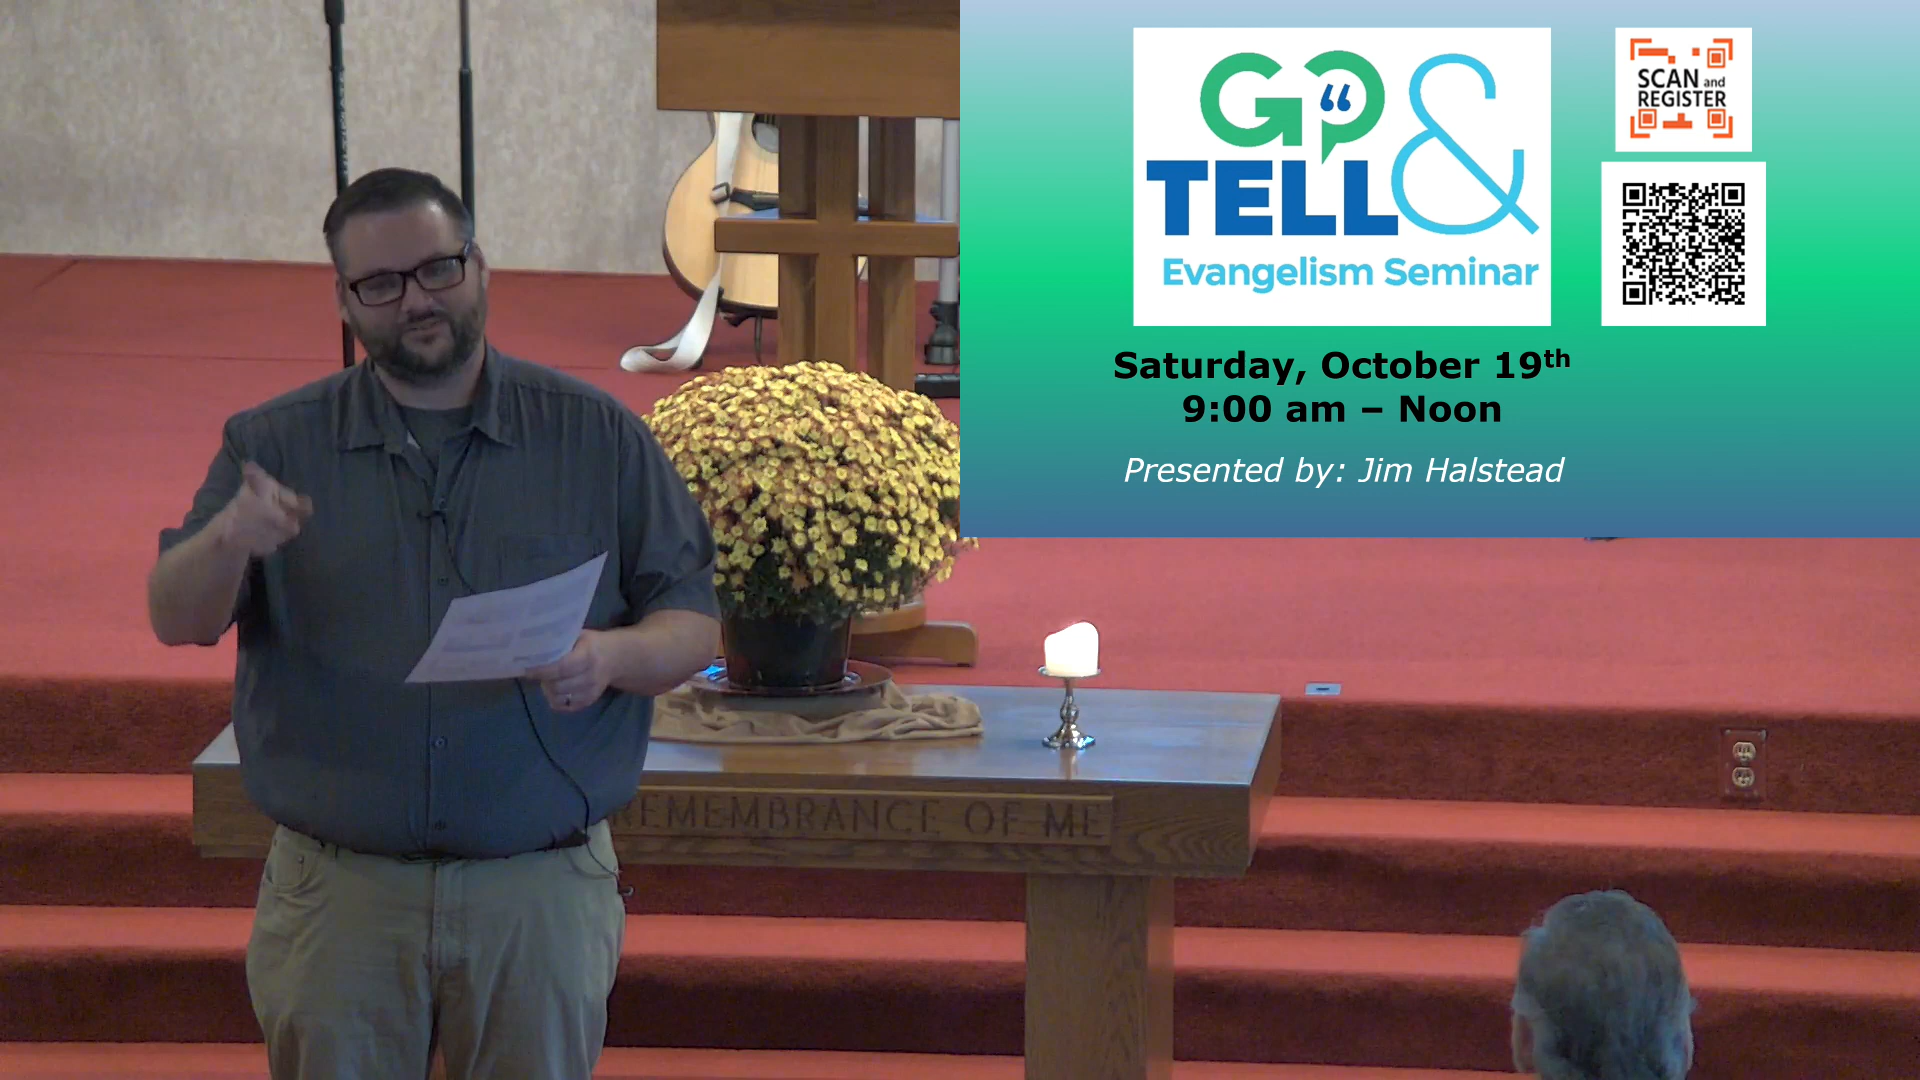 GO &
TELL
Evangelism Seminar
SCAN and
REGISTER
Saturday, October 19th
9:00 am – Noon
Presented by: Jim Halstead
REMEMBRANCE OF ME